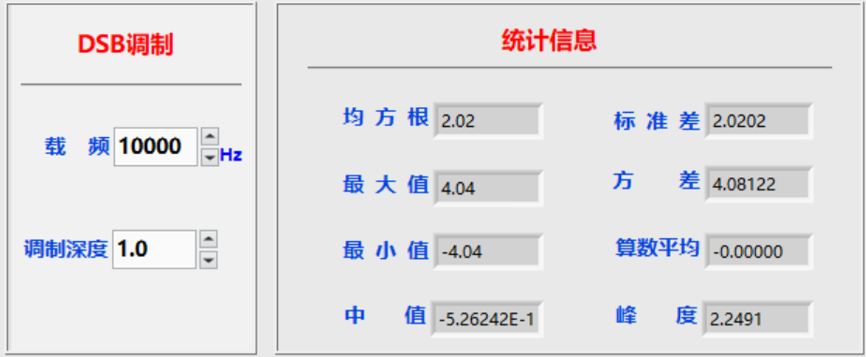 DSB调制
载 频 10000 Hz
调制深度 1.0
统计信息
均方根 2.02 标准差 2.0202
最大值 4.04 方 差 4.08122
最小值 -4.04 算数平均 -0.00000
中 值 -5.26242E-1 峰 度 2.2491